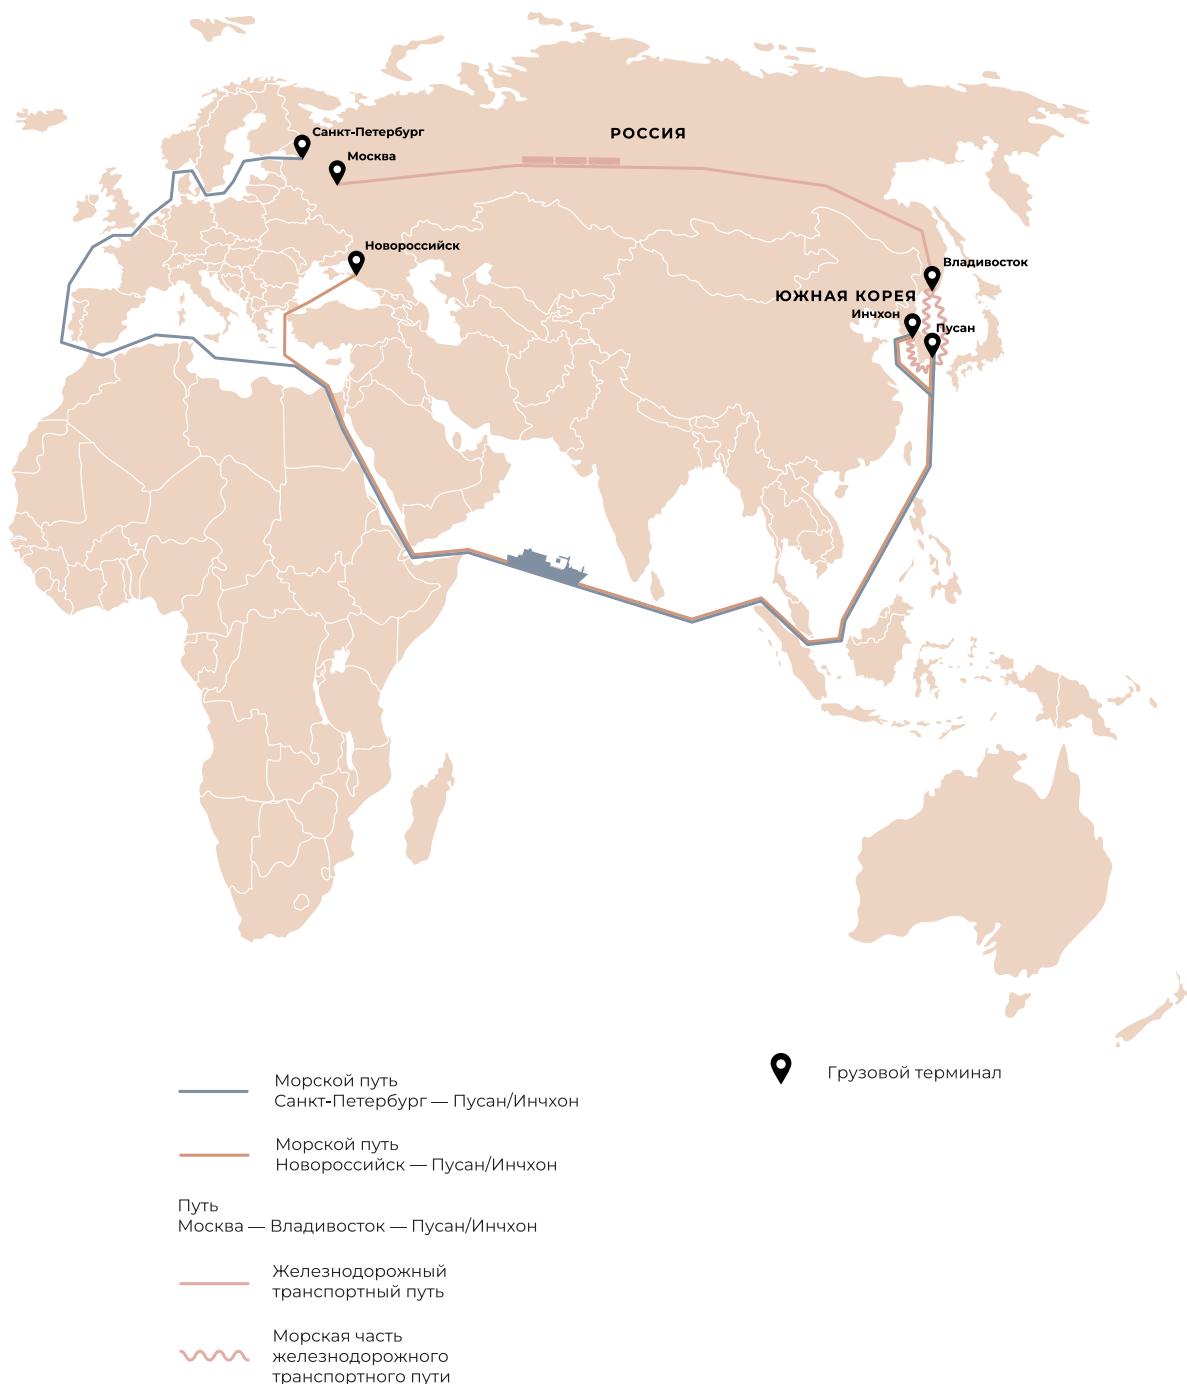 Санкт-Петербург
РОССИЯ
Москва
Новороссийск
Владивосток
ЮЖНАЯ КОРЕЯ
Инчхон
Пусан
Морской путь
Санкт-Петербург — Пусан/Инчхон
Грузовой терминал
Морской путь
Новороссийск — Пусан/Инчхон
Путь
Москва — Владивосток — Пусан/Инчхон
Железнодорожный
транспортный путь
Морская часть
железнодорожного
транспортного пути